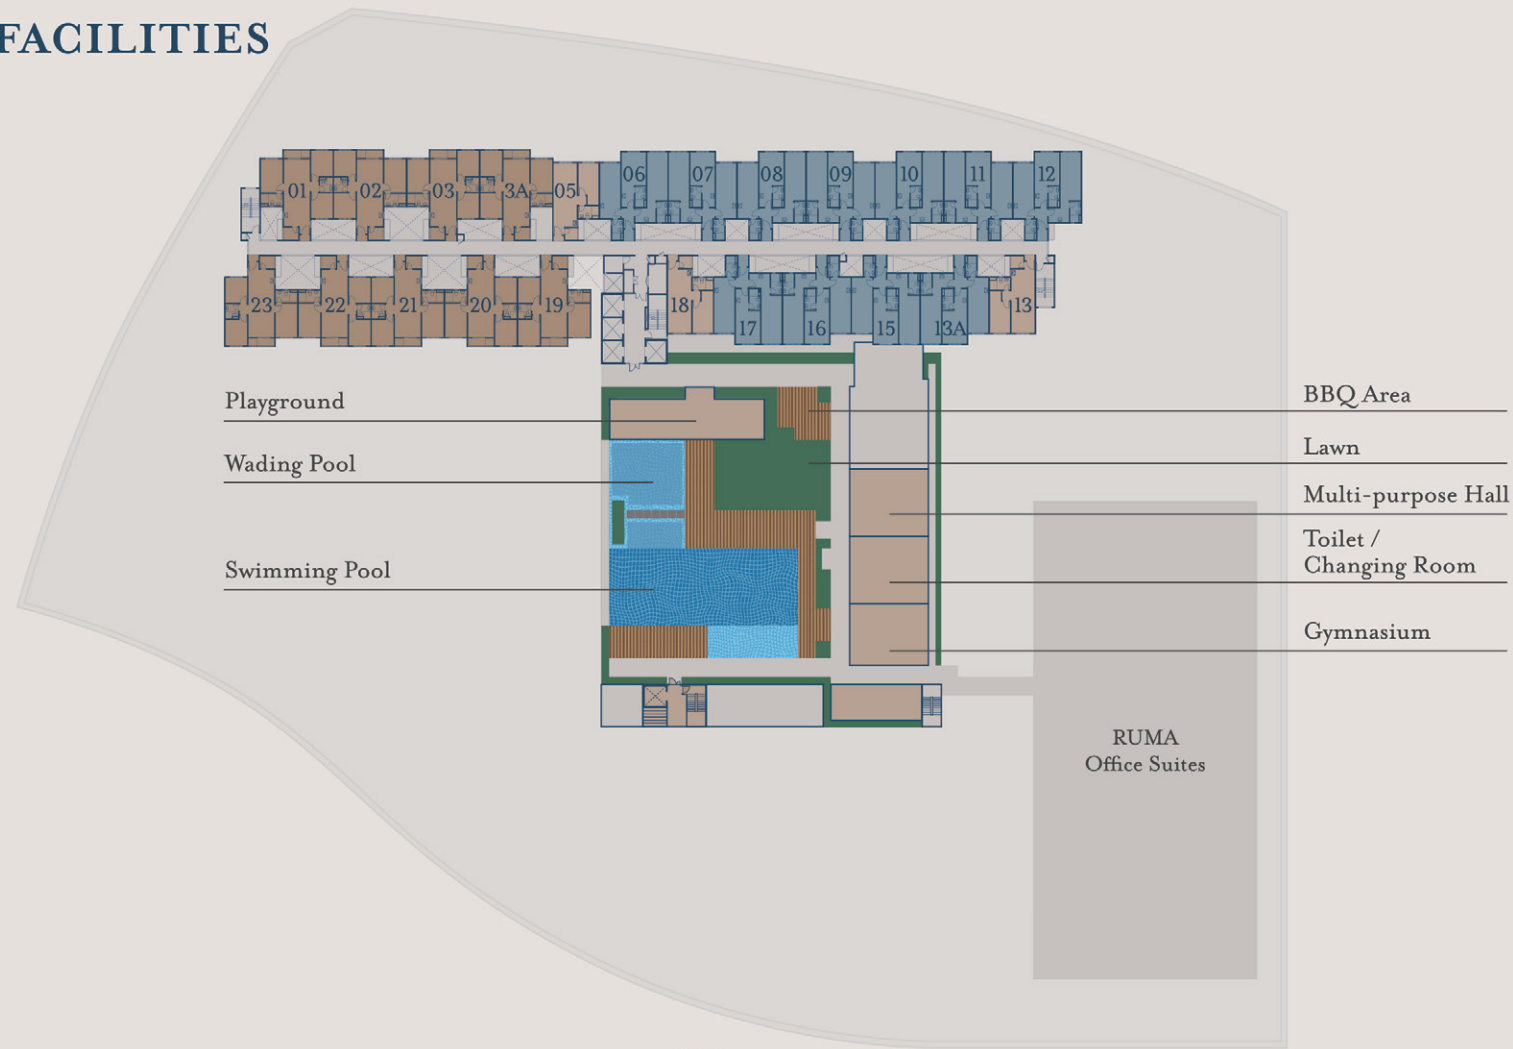 FACILITIES
01
02
03
3A
05
06
07
08
09
10
11
12
23
22
21
20
19
18
17
16
15
13A
13
Playground
Wading Pool
Swimming Pool
BBQ Area
Lawn
Multi-purpose Hall
Toilet /
Changing Room
Gymnasium
RUMA
Office Suites